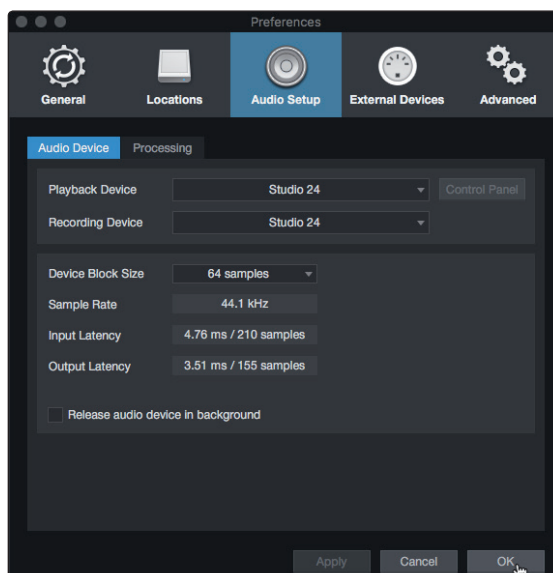 Preferences
General Locations Audio Setup External Devices Advanced
Audio Device Processing
Playback Device Studio 24 Control Panel
Recording Device Studio 24
Device Block Size 64 samples
Sample Rate 44.1 kHz
Input Latency 4.76 ms / 210 samples
Output Latency 3.51 ms / 155 samples
Release audio device in background
Apply Cancel OK